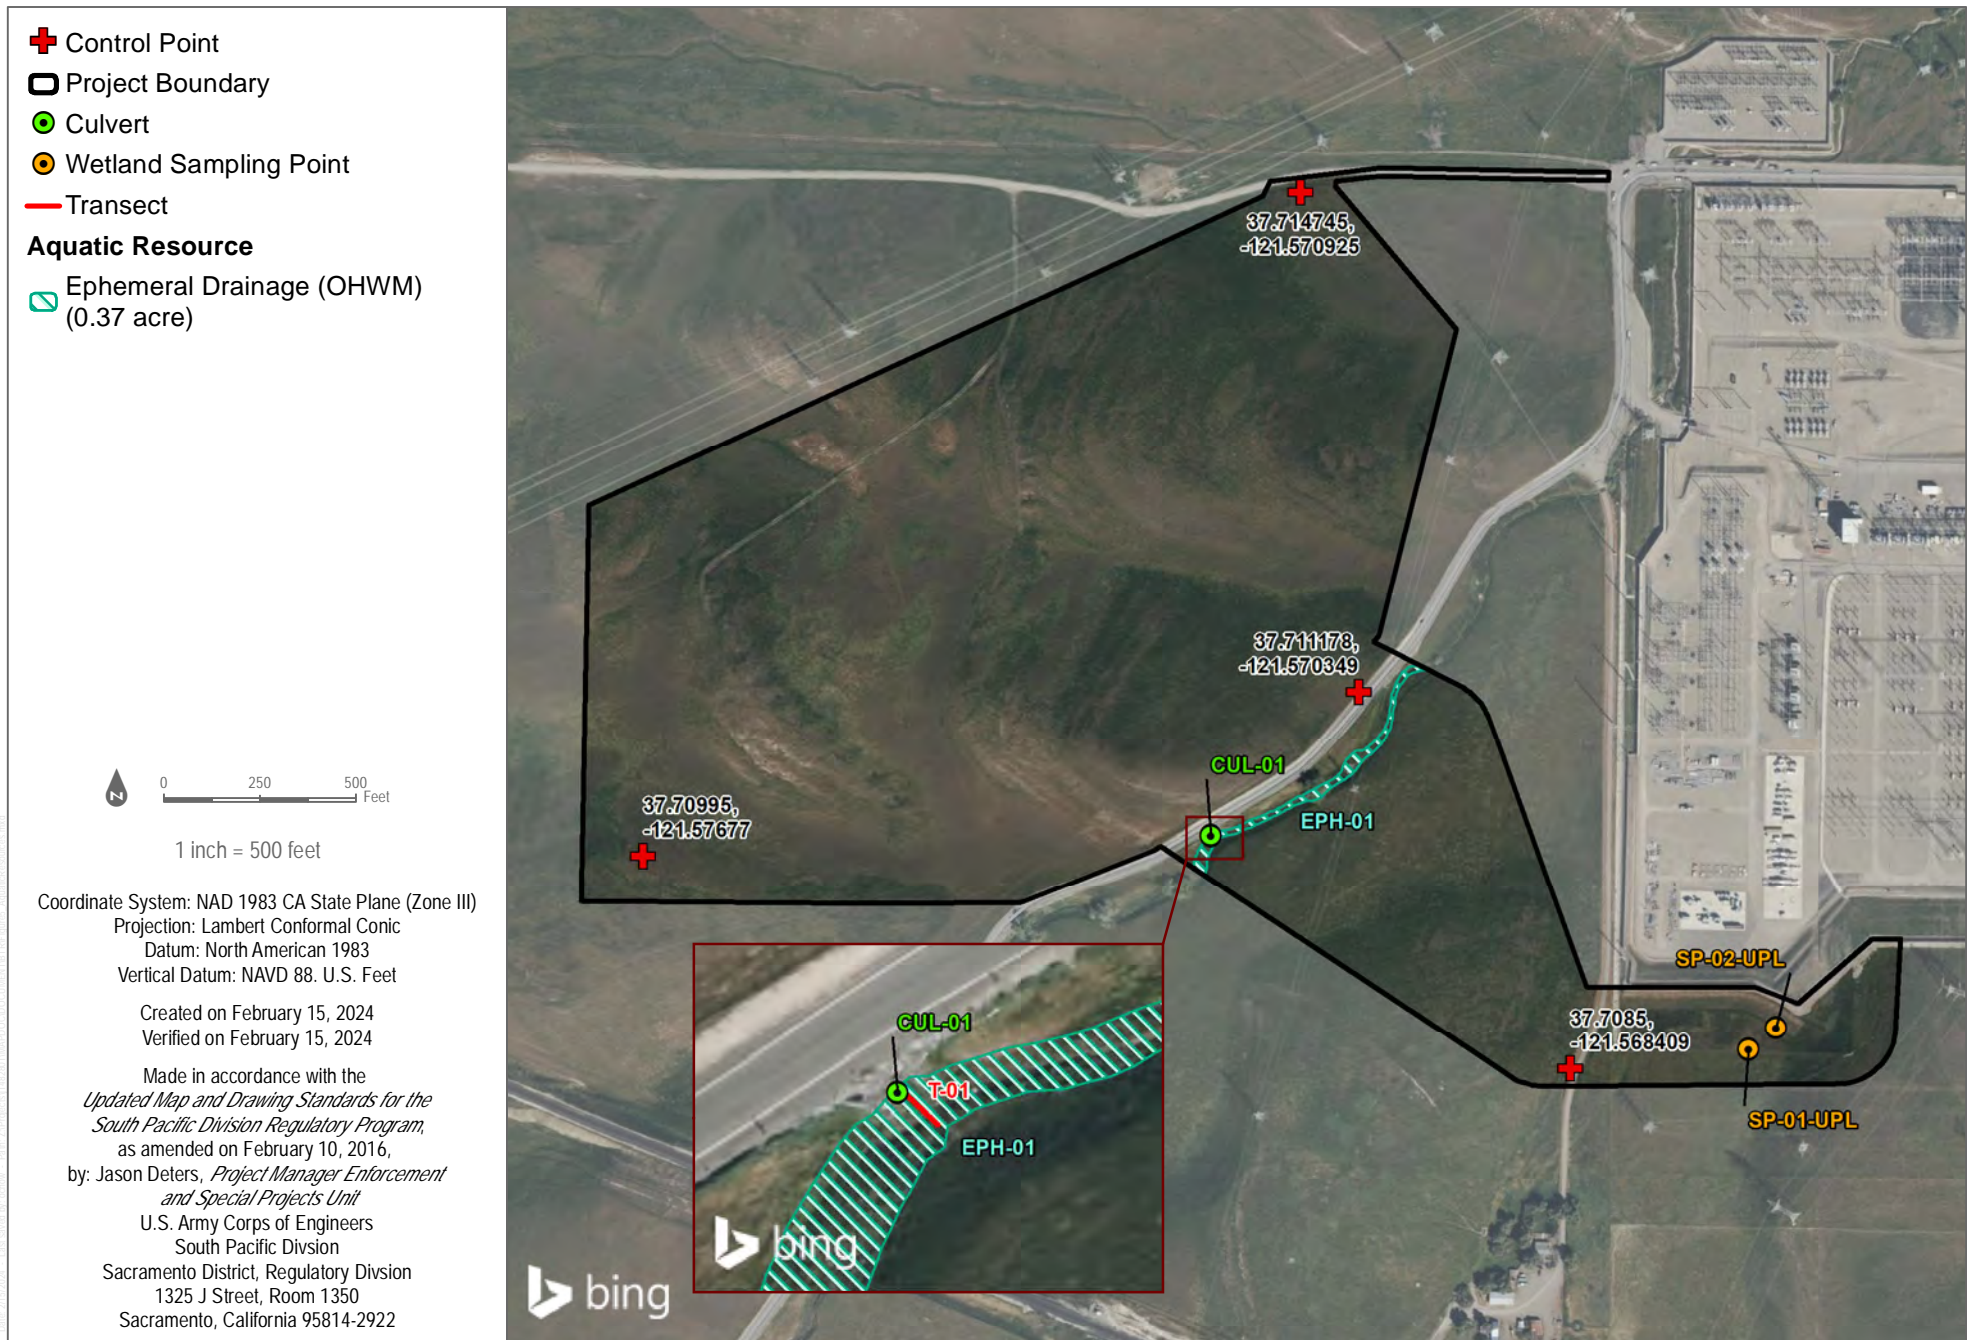 Control Point
Project Boundary
Culvert
Wetland Sampling Point
Transect
Aquatic Resource
Ephemeral Drainage (OHWM)
(0.37 acre)
N
0 250 500
Feet
1 inch = 500 feet
Coordinate System: NAD 1983 CA State Plane (Zone III)
Projection: Lambert Conformal Conic
Datum: North American 1983
Vertical Datum: NAVD 88. U.S. Feet
Created on February 15, 2024
Verified on February 15, 2024
Made in accordance with the
Updated Map and Drawing Standards for the
South Pacific Division Regulatory Program,
as amended on February 10, 2016,
by: Jason Deters, Project Manager Enforcement
and Special Projects Unit
U.S. Army Corps of Engineers
South Pacific Divsion
Sacramento District, Regulatory Divsion
1325 J Street, Room 1350
Sacramento, California 95814-2922
37.714745,
-121.570925
37.711178,
-121.570349
CUL-01
EPH-01
37.70995,
-121.57677
SP-02-UPL
37.7085,
-121.568409
SP-01-UPL
CUL-01
T-01
EPH-01
bing
bing